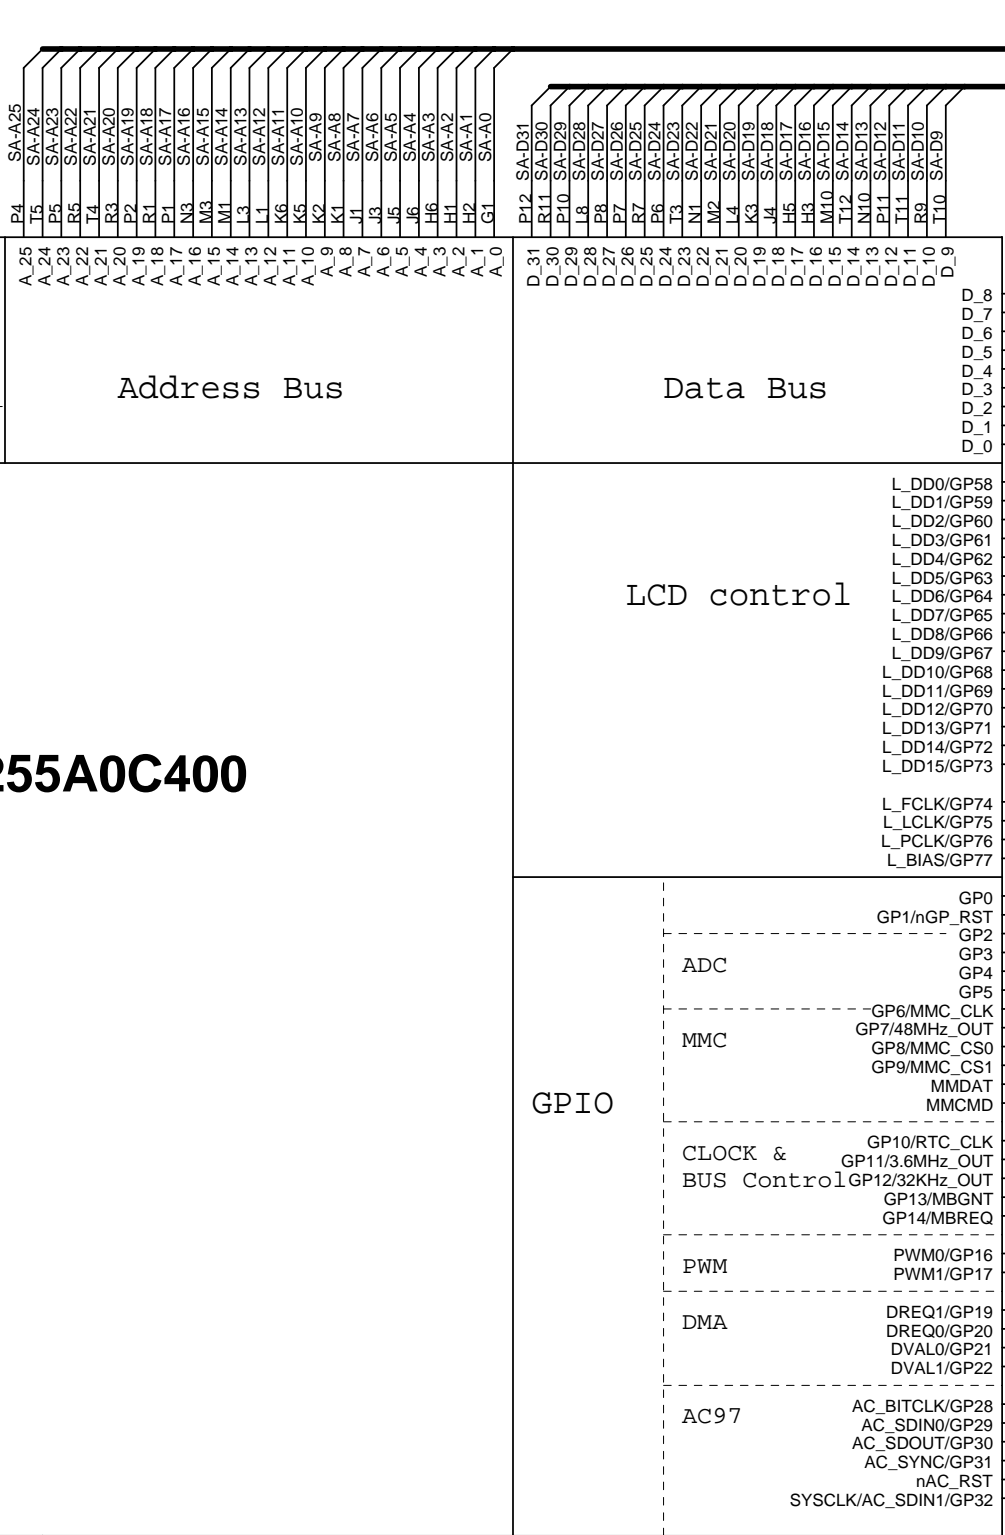 P4 SA-A25
T5 SA-A24
P5 SA-A23
R5 SA-A22
T4 SA-A21
R3 SA-A20
P2 SA-A19
R1 SA-A18
P1 SA-A17
N3 SA-A16
M3 SA-A15
M1 SA-A14
L3 SA-A13
L1 SA-A12
K6 SA-A11
K5 SA-A10
K2 SA-A9
K1 SA-A8
J1 SA-A7
J3 SA-A6
J5 SA-A5
J6 SA-A4
H6 SA-A3
H1 SA-A2
H2 SA-A1
G1 SA-A0
P12 SA-D31
R11 SA-D30
P10 SA-D29
L8 SA-D28
P8 SA-D27
P7 SA-D26
R7 SA-D25
P6 SA-D24
T3 SA-D23
N1 SA-D22
M2 SA-D21
L4 SA-D20
K3 SA-D19
J4 SA-D18
H5 SA-D17
H3 SA-D16
M10 SA-D15
T12 SA-D14
N10 SA-D13
P11 SA-D12
T11 SA-D11
R9 SA-D10
T10 SA-D9
A_25
A_24
A_23
A_22
A_21
A_20
A_19
A_18
A_17
A_16
A_15
A_14
A_13
A_12
A_11
A_10
A_9
A_8
A_7
A_6
A_5
A_4
A_3
A_2
A_1
A_0
D_31
D_30
D_29
D_28
D_27
D_26
D_25
D_24
D_23
D_22
D_21
D_20
D_19
D_18
D_17
D_16
D_15
D_14
D_13
D_12
D_11
D_10
D_9
D_8
D_7
D_6
D_5
D_4
D_3
D_2
D_1
D_0
Address Bus
Data Bus
L_DD0/GP58
L_DD1/GP59
L_DD2/GP60
L_DD3/GP61
L_DD4/GP62
L_DD5/GP63
LCD control
L_DD6/GP64
L_DD7/GP65
L_DD8/GP66
L_DD9/GP67
L_DD10/GP68
L_DD11/GP69
L_DD12/GP70
L_DD13/GP71
L_DD14/GP72
L_DD15/GP73
255A0C400
L_FCLK/GP74
L_LCLK/GP75
L_PCLK/GP76
L_BIAS/GP77
GP0
GP1/nGP_RST
GP2
GP3
ADC
GP4
GP5
GP6/MMC_CLK
GP7/48MHz_OUT
MMC
GP8/MMC_CS0
GP9/MMC_CS1
MMDAT
MMCMD
GPIO
GP10/RTC_CLK
CLOCK &
GP11/3.6MHz_OUT
BUS Control
GP12/32KHz_OUT
GP13/MBGNT
GP14/MBREQ
PWM
PWM0/GP16
PWM1/GP17
DMA
DREQ1/GP19
DREQ0/GP20
DVAL0/GP21
DVAL1/GP22
AC97
AC_BITCLK/GP28
AC_SDIN0/GP29
AC_SDOUT/GP30
AC_SYNC/GP31
nAC_RST
SYSCLK/AC_SDIN1/GP32